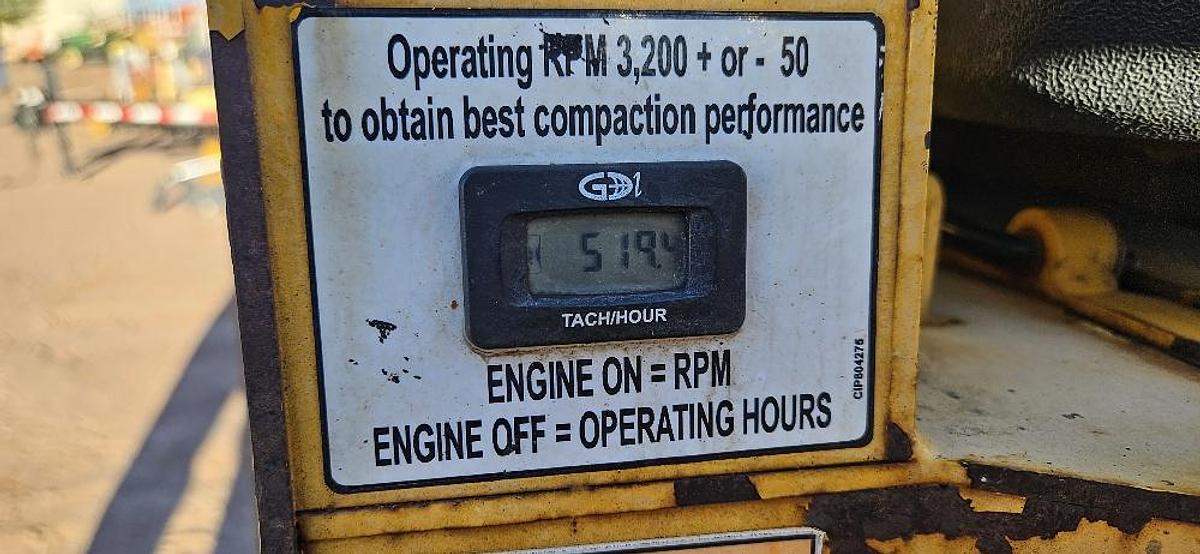 Operating RPM 3,200 + or - 50
to obtain best compaction performance
GDI
519.4
TACH/HOUR
ENGINE ON = RPM
ENGINE OFF = OPERATING HOURS
CIP804275